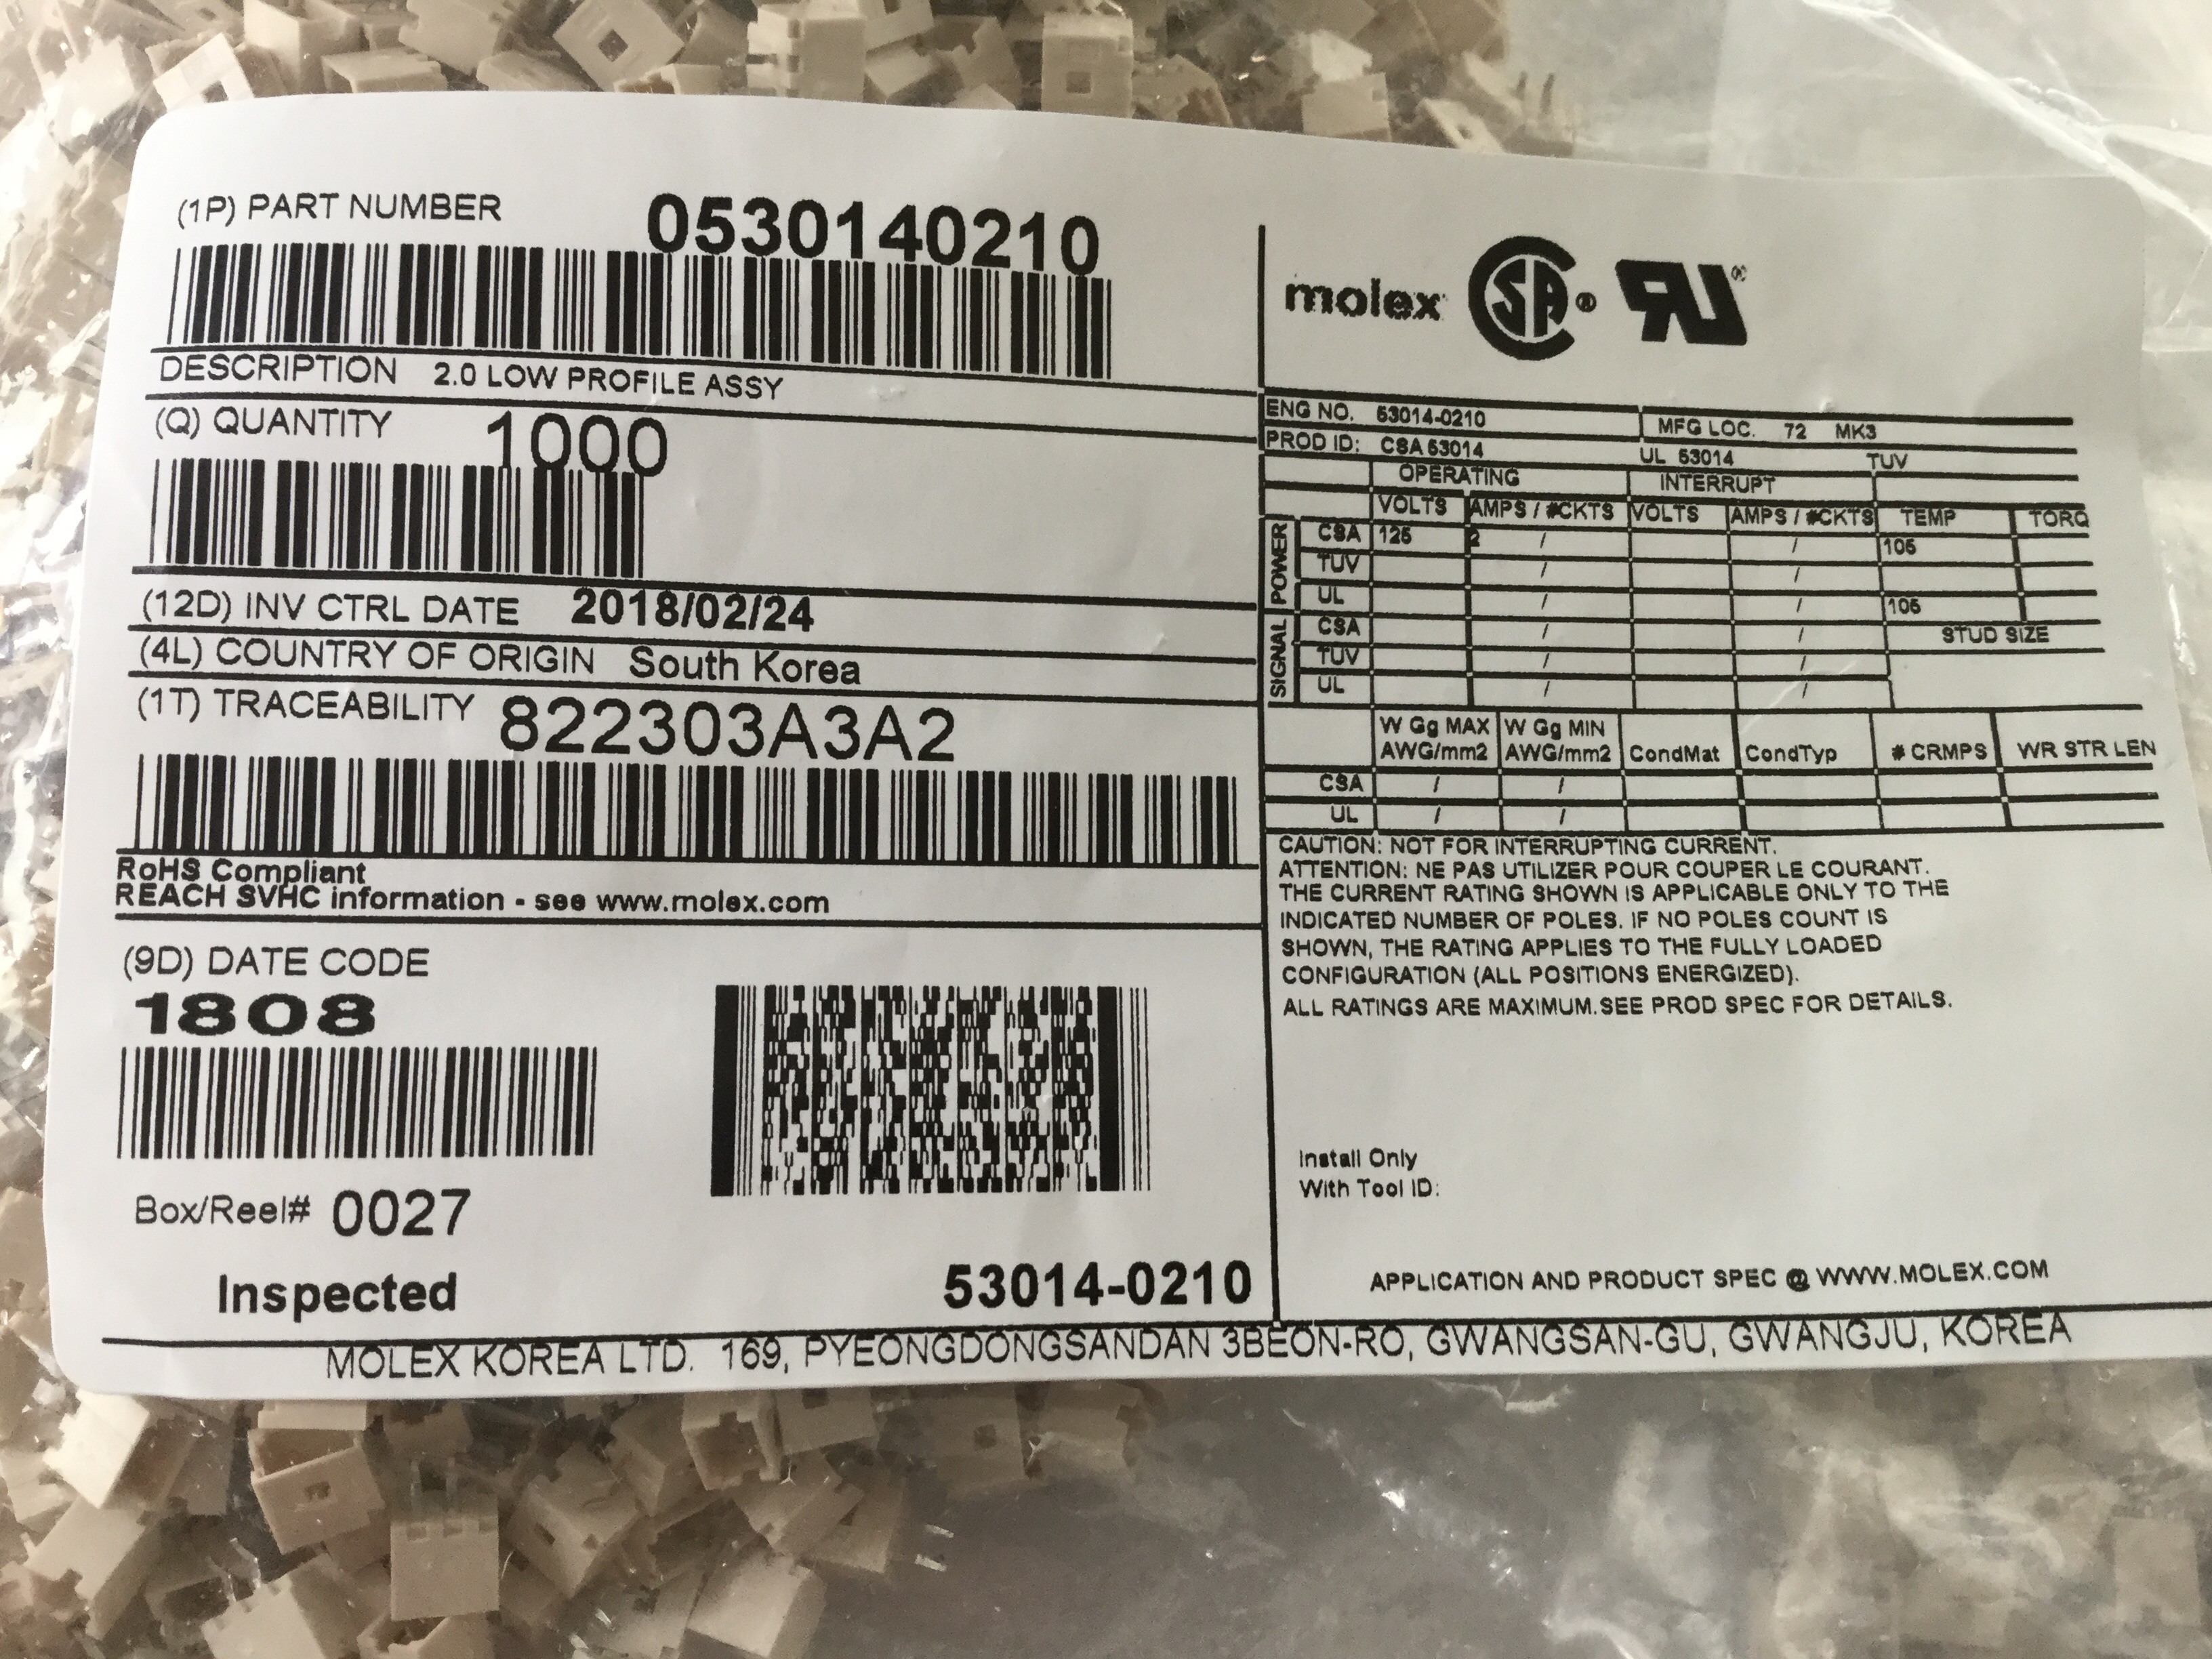 (1P) PART NUMBER 0530140210
DESCRIPTION 2.0 LOW PROFILE ASSY
(Q) QUANTITY 1000
(12D) INV CTRL DATE 2018/02/24
(4L) COUNTRY OF ORIGIN South Korea
(1T) TRACEABILITY 822303A3A2
RoHS Compliant
REACH SVHC information - see www.molex.com
(9D) DATE CODE
1808
Box/Reel# 0027
Inspected
53014-0210
molex CSA® RU®
ENG NO. 53014-0210 MFG LOC. 72 MK3
PROD ID: CSA 53014 UL 53014 TUV
OPERATING INTERRUPT
VOLTS AMPS / #CKTS VOLTS AMPS / #CKTS TEMP TORQ
POWER
CSA 125 2 / / 105
TUV / /
UL / / 105
SIGNAL
CSA / / STUD SIZE
TUV / /
UL / /
W Gg MAX W Gg MIN
AWG/mm2 AWG/mm2 CondMat CondTyp # CRMPS WR STR LEN
CSA / /
UL / /
CAUTION: NOT FOR INTERRUPTING CURRENT.
ATTENTION: NE PAS UTILIZER POUR COUPER LE COURANT.
THE CURRENT RATING SHOWN IS APPLICABLE ONLY TO THE
INDICATED NUMBER OF POLES. IF NO POLES COUNT IS
SHOWN, THE RATING APPLIES TO THE FULLY LOADED
CONFIGURATION (ALL POSITIONS ENERGIZED).
ALL RATINGS ARE MAXIMUM.SEE PROD SPEC FOR DETAILS.
Install Only
With Tool ID:
APPLICATION AND PRODUCT SPEC @ WWW.MOLEX.COM
MOLEX KOREA LTD. 169, PYEONGDONGSANDAN 3BEON-RO, GWANGSAN-GU, GWANGJU, KOREA